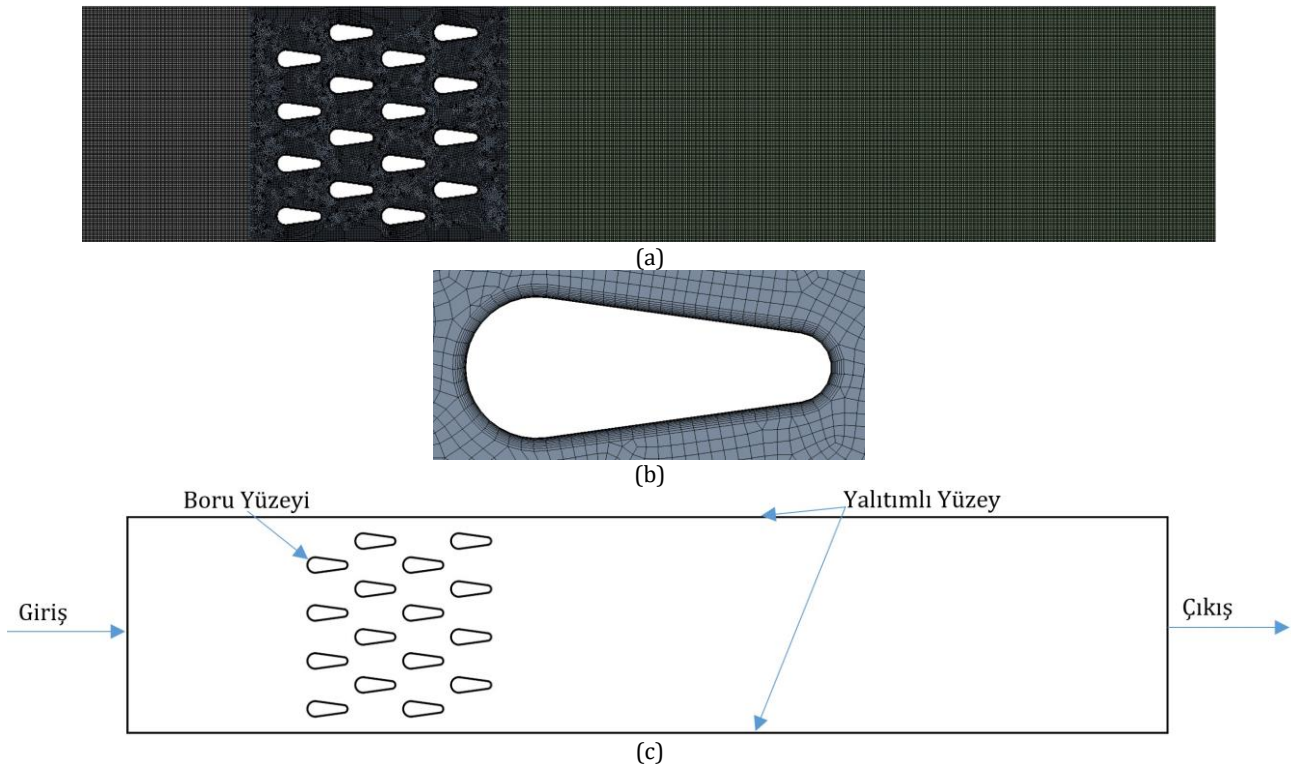 (a)
(b)
Boru Yüzeyi
Yalıtımlı Yüzey
Giriş
Çıkış
(c)